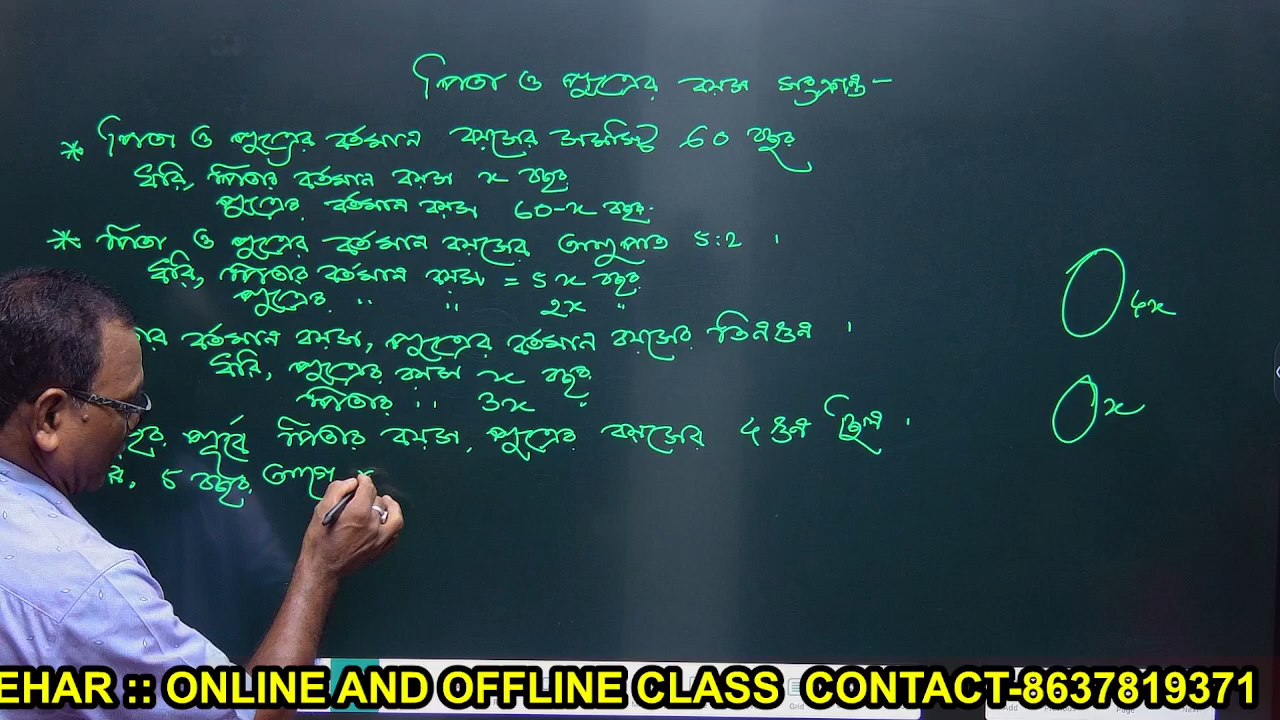 পিতা ও পুত্রের বয়স সংক্রান্ত –
* পিতা ও পুত্রের বর্তমান বয়সের সমষ্টি 60 বছর
ধরি, পিতার বর্তমান বয়স x বছর
পুত্রের বর্তমান বয়স 60-x বছর
* পিতা ও পুত্রের বর্তমান বয়সের অনুপাত 5:2 ।
ধরি, পিতার বর্তমান বয়স = 5x বছর
পুত্রের " " 2x "
বর্তমান বয়স, পুত্রের বর্তমান বয়সের তিনগুন ।
ধরি, পুত্রের বয়স x বছর
পিতার " 3x "
পূর্বে পিতার বয়স, পুত্রের বয়সের 4 গুন ছিল ।
5 বছর আগে
4x
x
EHAR :: ONLINE AND OFFLINE CLASS CONTACT-8637819371
Grid